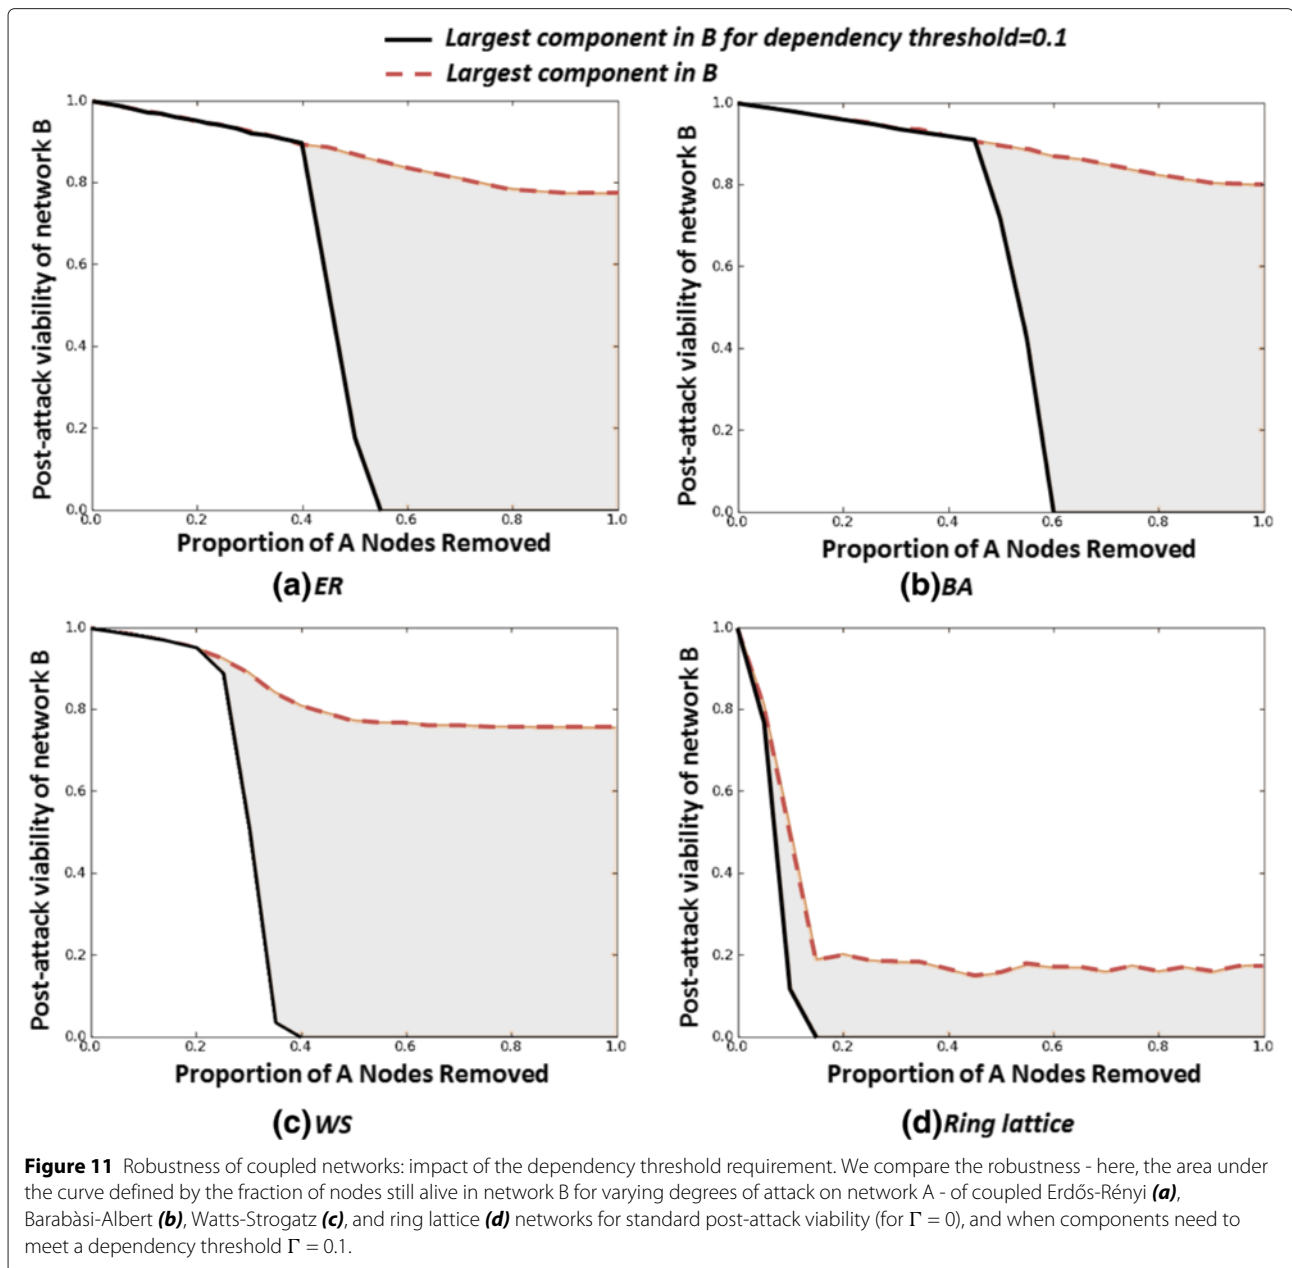 Largest component in B for dependency threshold=0.1
Largest component in B
Post-attack viability of network B
1.0
0.8
0.6
0.4
0.2
0.0
0.0 0.2 0.4 0.6 0.8 1.0
Proportion of A Nodes Removed
(a) ER
Post-attack viability of network B
1.0
0.8
0.6
0.4
0.2
0.0
0.0 0.2 0.4 0.6 0.8 1.0
Proportion of A Nodes Removed
(b) BA
Post-attack viability of network B
1.0
0.8
0.6
0.4
0.2
0.0
0.0 0.2 0.4 0.6 0.8 1.0
Proportion of A Nodes Removed
(c) WS
Post-attack viability of network B
1.0
0.8
0.6
0.4
0.2
0.0
0.0 0.2 0.4 0.6 0.8 1.0
Proportion of A Nodes Removed
(d) Ring lattice
Figure 11 Robustness of coupled networks: impact of the dependency threshold requirement. We compare the robustness - here, the area under
the curve defined by the fraction of nodes still alive in network B for varying degrees of attack on network A - of coupled Erdős-Rényi (a),
Barabàsi-Albert (b), Watts-Strogatz (c), and ring lattice (d) networks for standard post-attack viability (for Γ = 0), and when components need to
meet a dependency threshold Γ = 0.1.